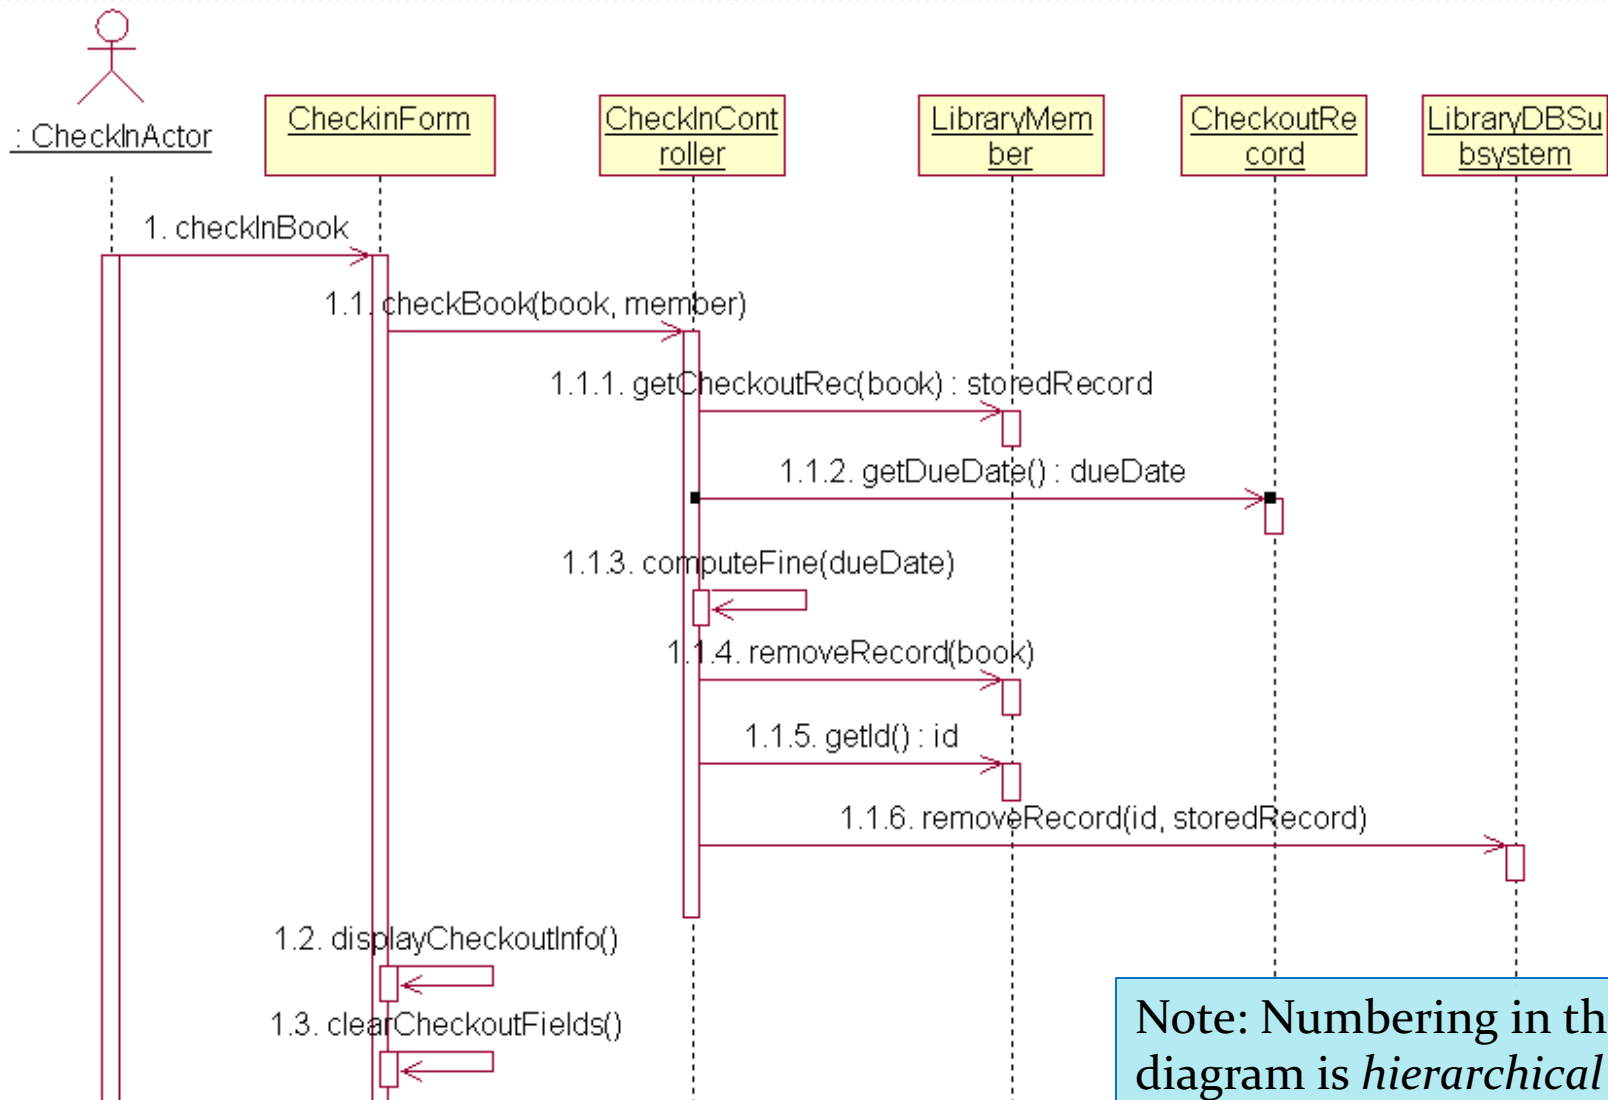 : CheckInActor
CheckinForm
CheckInCont
roller
LibraryMem
ber
CheckoutRe
cord
LibraryDBSu
bsystem
1. checkInBook
1.1. checkBook(book, member)
1.1.1. getCheckoutRec(book) : storedRecord
1.1.2. getDueDate() : dueDate
1.1.3. computeFine(dueDate)
1.1.4. removeRecord(book)
1.1.5. getId() : id
1.1.6. removeRecord(id, storedRecord)
1.2. displayCheckoutInfo()
1.3. clearCheckoutFields()
Note: Numbering in th
diagram is hierarchical